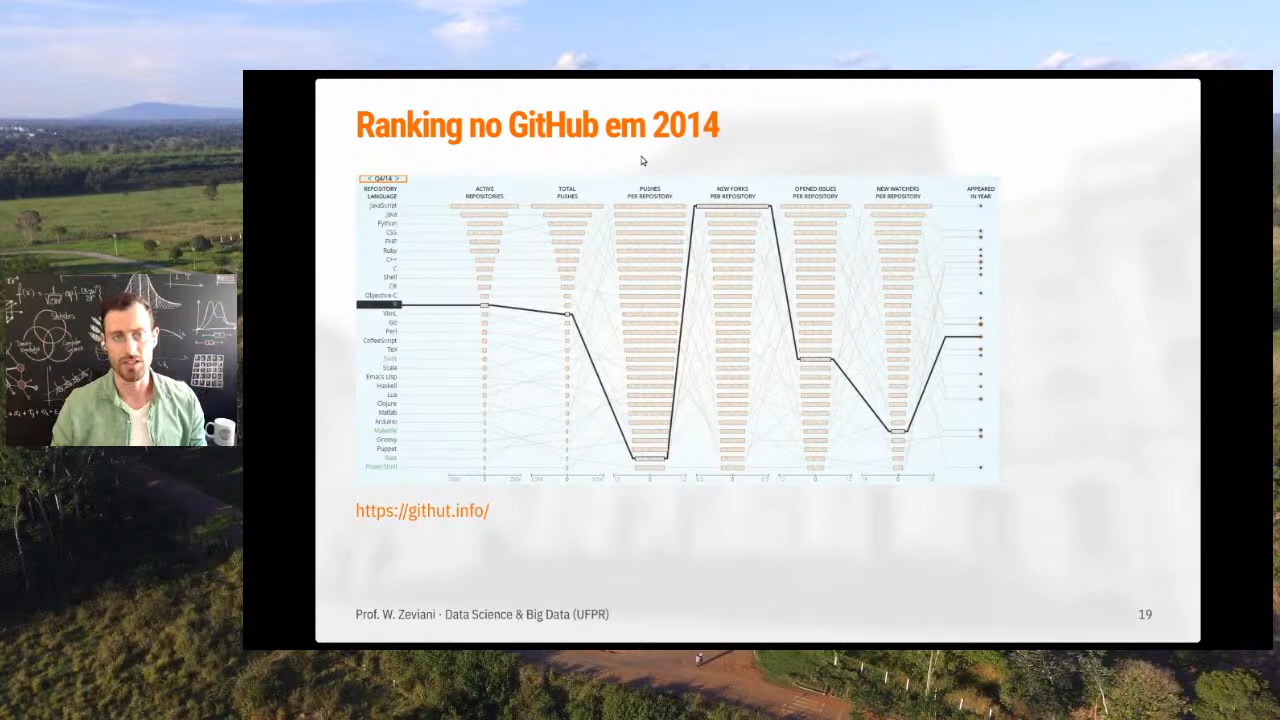 Ranking no GitHub em 2014
< Q4/14 >
REPOSITORY LANGUAGE
ACTIVE REPOSITORIES
TOTAL PUSHES
PUSHES PER REPOSITORY
NEW FORKS PER REPOSITORY
OPENED ISSUES PER REPOSITORY
NEW WATCHERS PER REPOSITORY
APPEARED IN YEAR
JavaScript
Java
Python
CSS
PHP
Ruby
C++
C
Shell
C#
Objective-C
R
VimL
Go
Perl
CoffeeScript
TeX
Swift
Scala
Emacs Lisp
Haskell
Lua
Clojure
Matlab
Arduino
Makefile
Groovy
Puppet
Rust
PowerShell
https://githut.info/
Prof. W. Zeviani · Data Science & Big Data (UFPR)
19